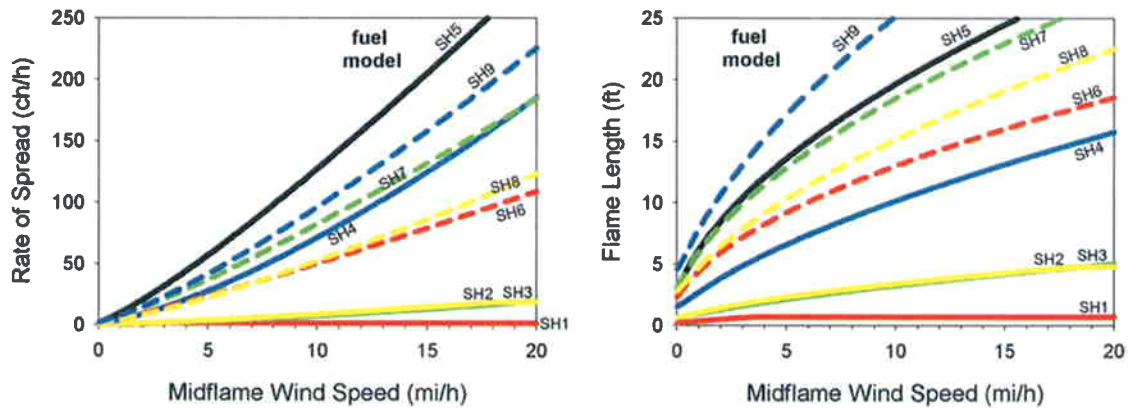 Rate of Spread (ch/h)
250
200
150
100
50
0
fuel
model
SH5
SH9
SH7
SH4
SH8
SH6
SH2
SH3
SH1
0
5
10
15
20
Midflame Wind Speed (mi/h)
Flame Length (ft)
25
20
15
10
5
0
fuel
model
SH9
SH5
SH7
SH8
SH6
SH4
SH2
SH3
SH1
0
5
10
15
20
Midflame Wind Speed (mi/h)